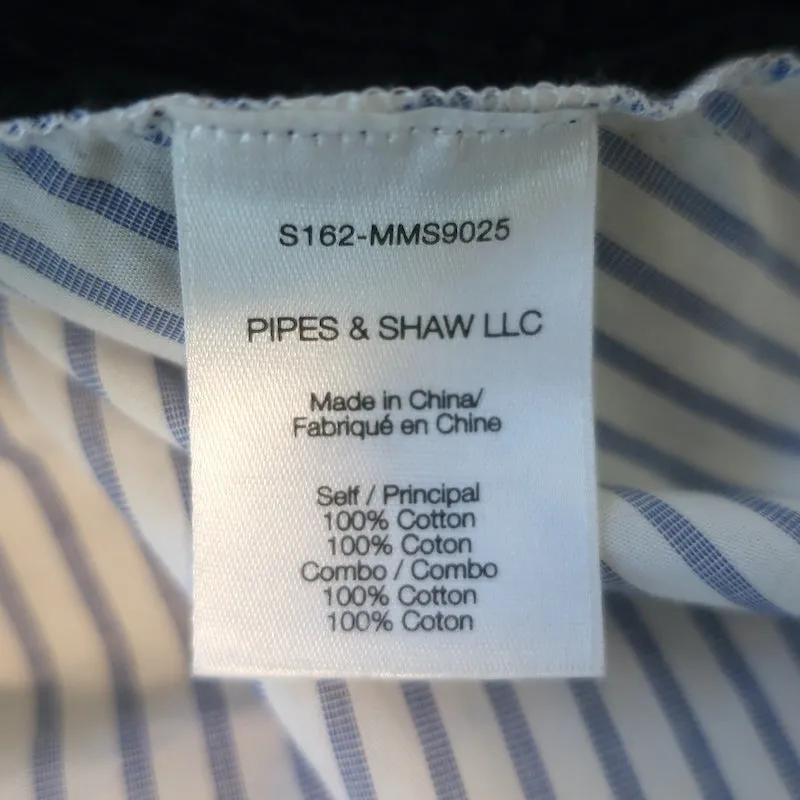 S162-MMS9025
PIPES & SHAW LLC
Made in China/
Fabriqué en Chine
Self / Principal
100% Cotton
100% Coton
Combo / Combo
100% Cotton
100% Coton